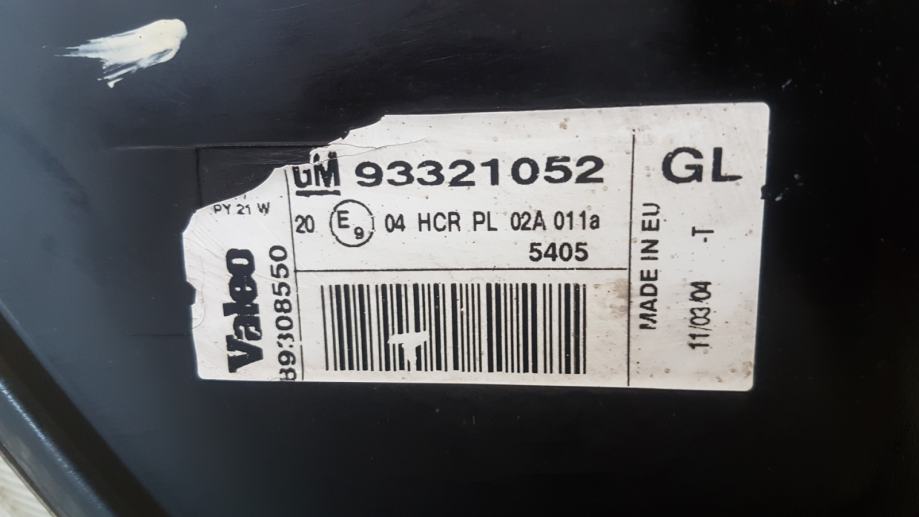 GM 93321052
20 E9 04 HCR PL 02A 011a
5405
PY 21 W
Valeo
89308550
MADE IN EU
GL
-T
11/03/04